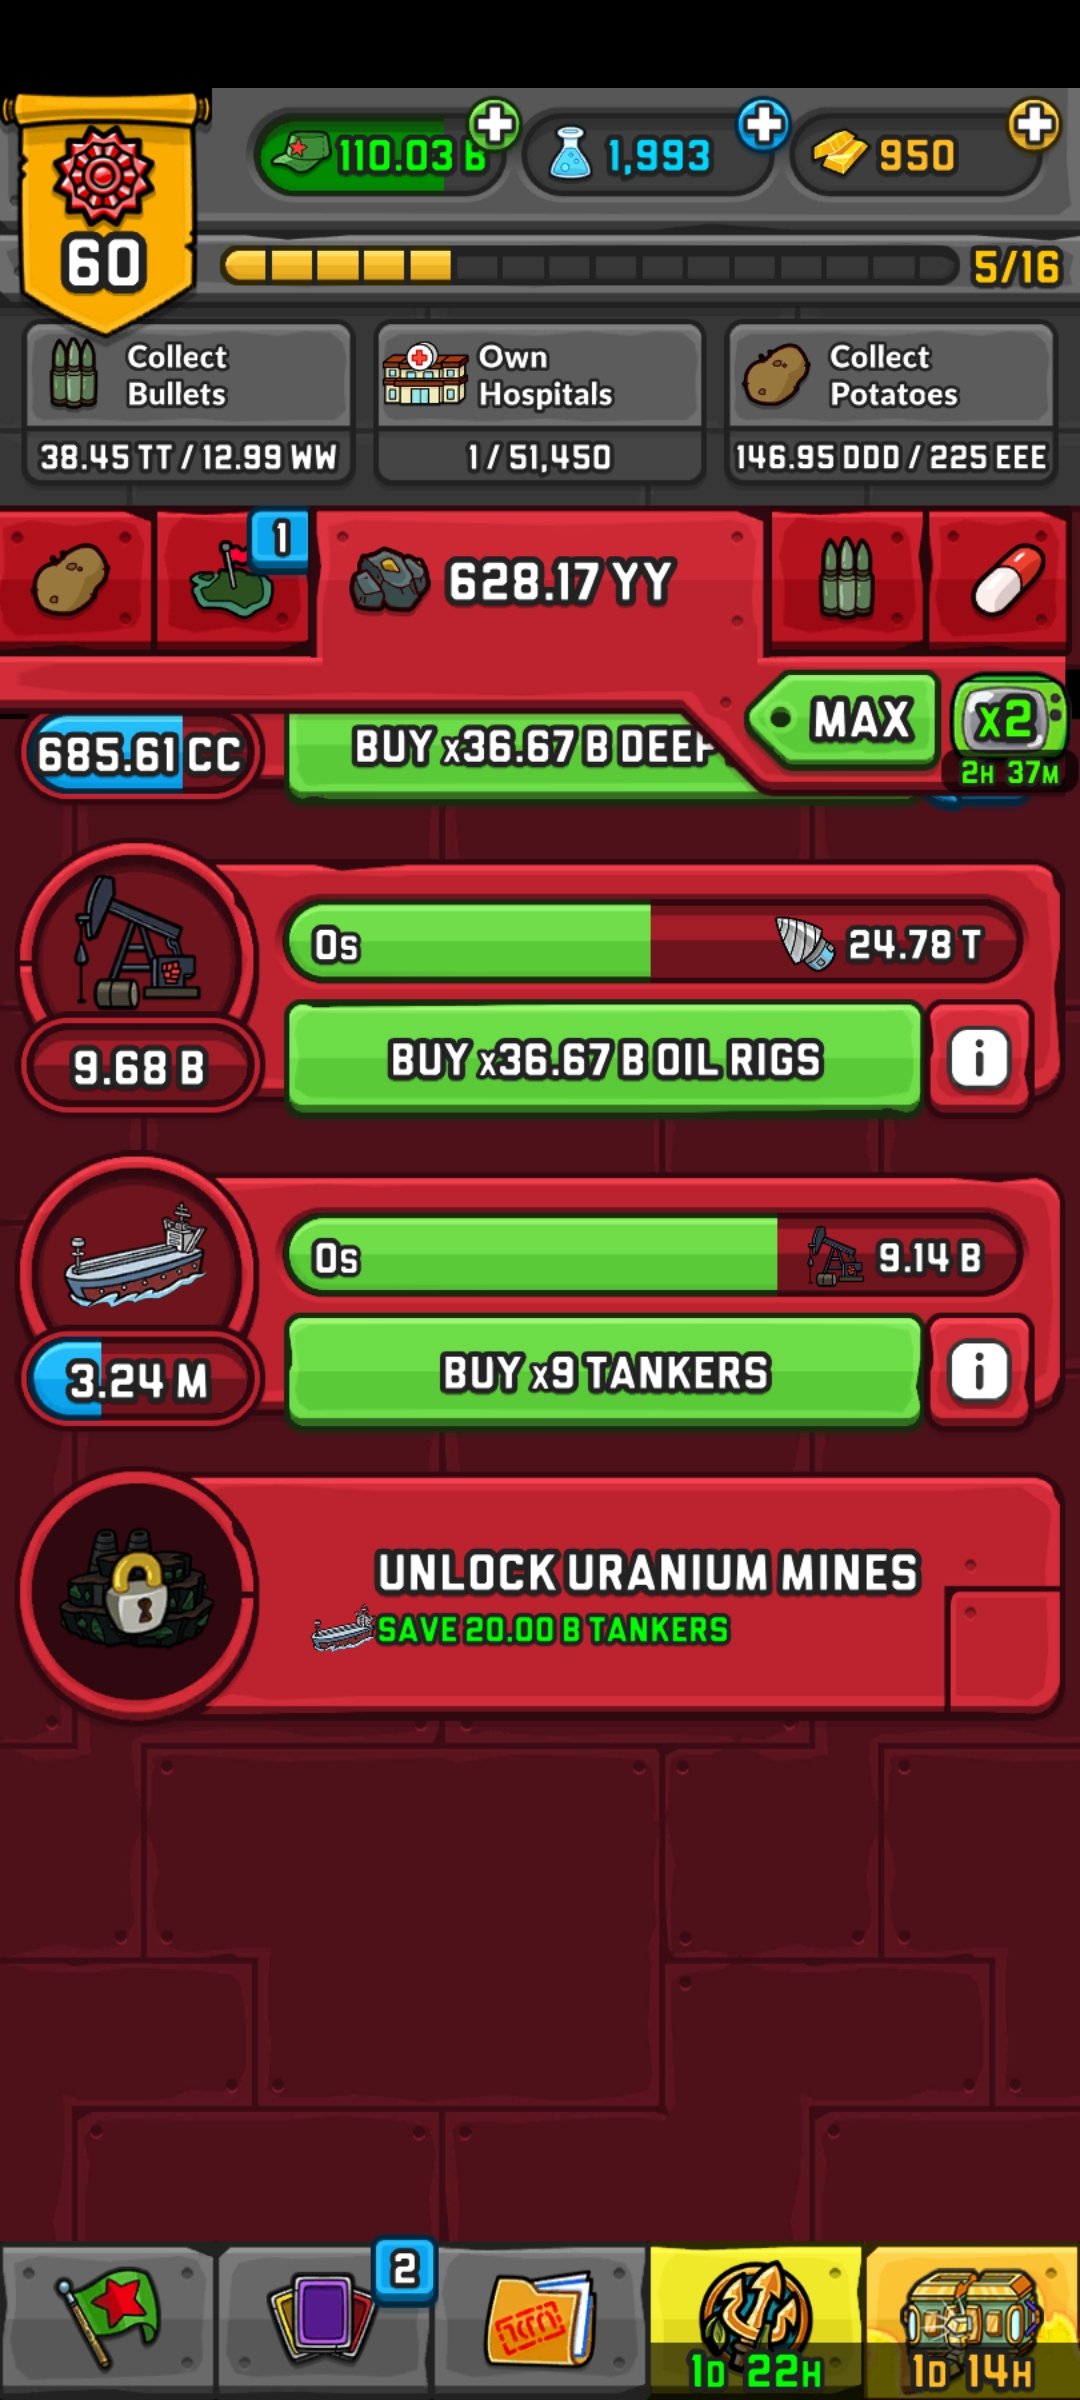 110.03 B
1,993
950
60
5/16
Collect
Bullets
38.45 TT / 12.99 WW
Own
Hospitals
1 / 51,450
Collect
Potatoes
146.95 DDD / 225 EEE
1
628.17 YY
MAX
x2
2H 37M
685.61 CC
BUY x36.67 B DEEP
0s
24.78 T
9.68 B
BUY x36.67 B OIL RIGS
i
0s
9.14 B
3.24 M
BUY x9 TANKERS
i
UNLOCK URANIUM MINES
SAVE 20.00 B TANKERS
2
1D 22H
1D 14H